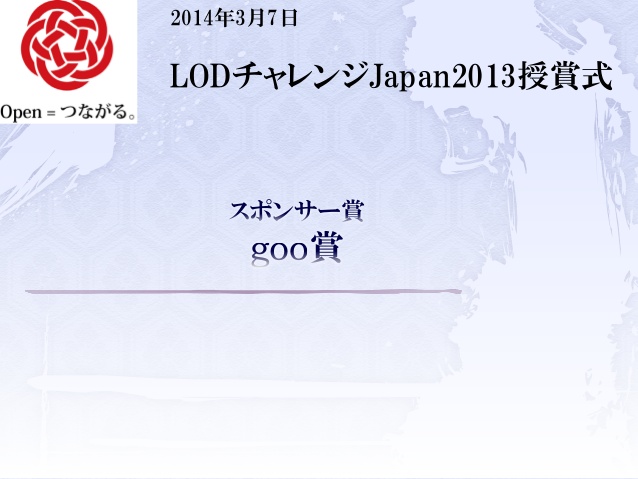 2014年3月7日
LODチャレンジJapan2013授賞式
Open = つながる。
スポンサー賞
goo賞